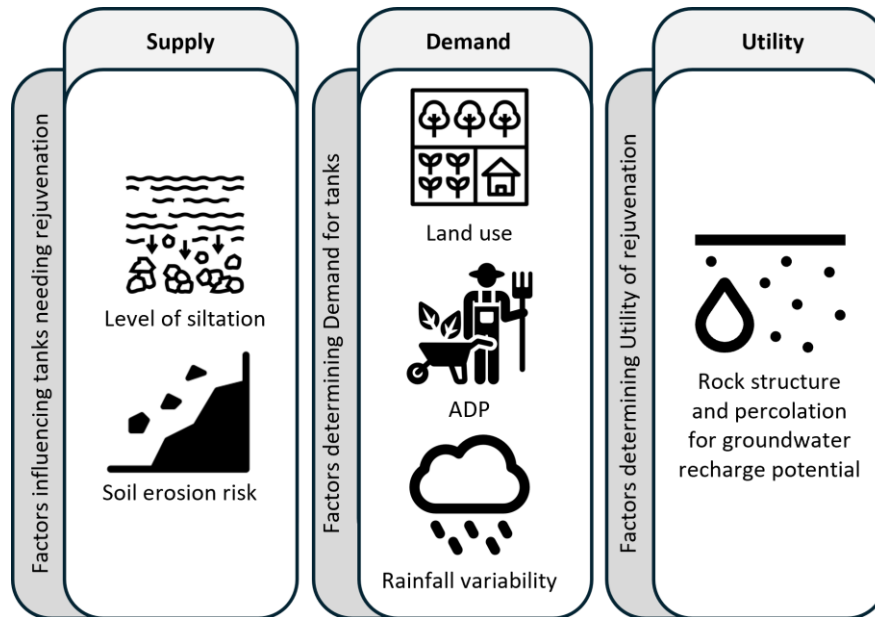 Supply
Factors influencing tanks needing rejuvenation
Level of siltation
Soil erosion risk
Demand
Factors determining Demand for tanks
Land use
ADP
Rainfall variability
Utility
Factors determining Utility of rejuvenation
Rock structure
and percolation
for groundwater
recharge potential